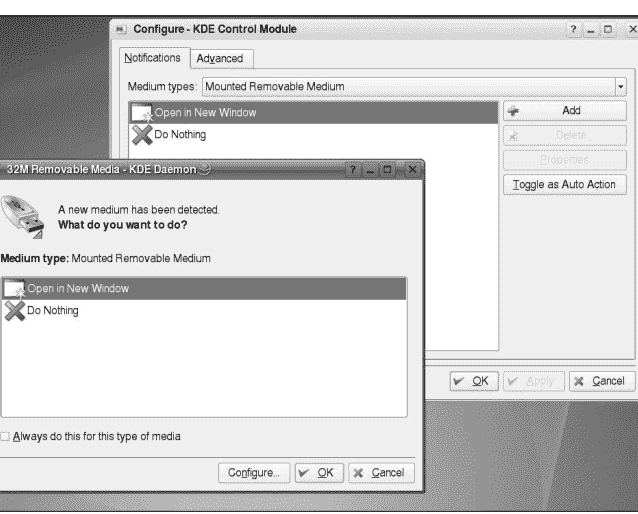 Configure - KDE Control Module
Notifications
Advanced
Medium types: Mounted Removable Medium
Open in New Window
Do Nothing
Add
Delete
Properties
Toggle as Auto Action
OK
Apply
Cancel
32M Removable Media - KDE Daemon
A new medium has been detected.
What do you want to do?
Medium type: Mounted Removable Medium
Open in New Window
Do Nothing
Always do this for this type of media
Configure...
OK
Cancel